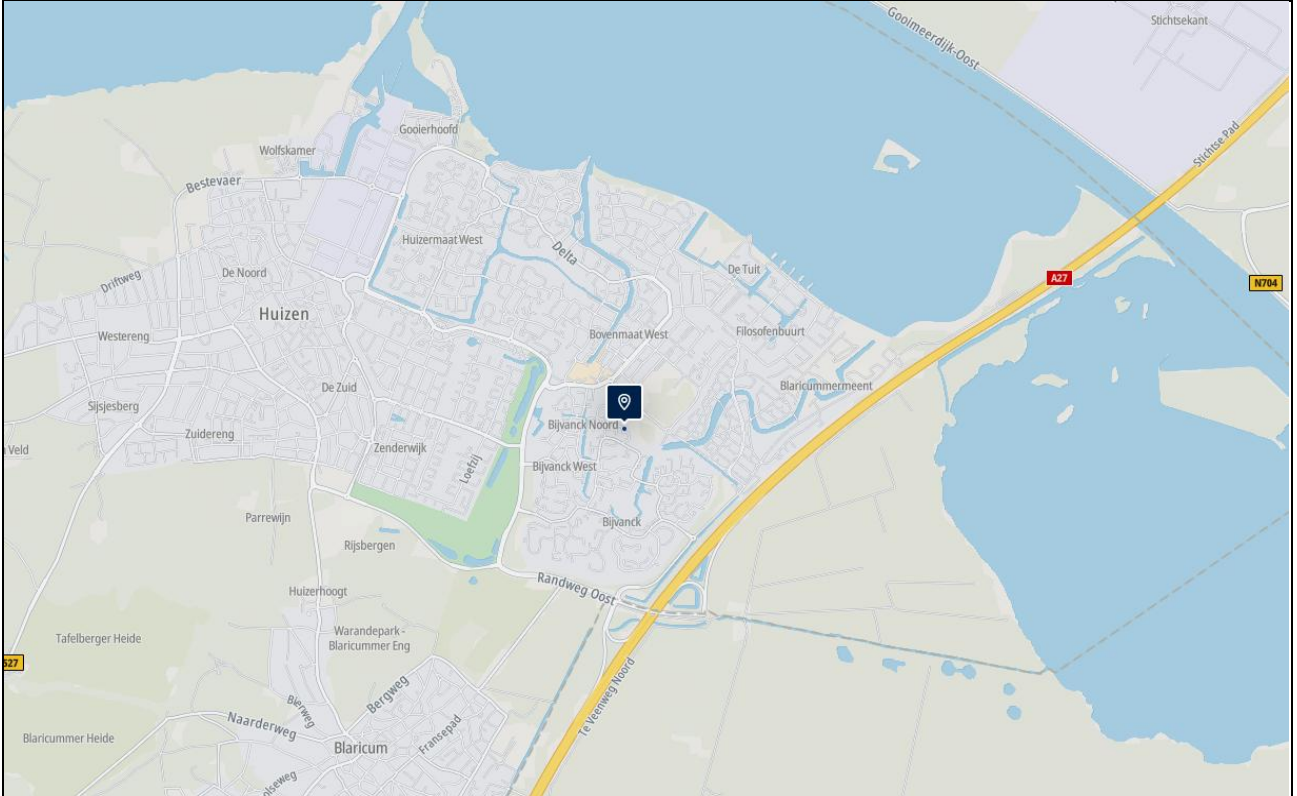 Stichtsekant
Gooimeerdijk-Oost
Stichtse Pad
Gooierhoofd
Wolfskamer
Bestevaer
Huizermaat West
Delta
De Tuit
De Noord
Driftweg
A27
N704
Huizen
Westereng
Bovenmaat West
Filosofenbuurt
De Zuid
Blaricummermeent
Sijsjesberg
Zuidereng
Bijvanck Noord
n Veld
Zenderwijk
Loefzij
Bijvanck West
Parrewijn
Bijvanck
Rijsbergen
Randweg Oost
Huizerhoogt
Tafelberger Heide
Warandepark -
Blaricummer Eng
527
Te Veenweg Noord
Bergweg
Bierweg
Naarderweg
Fransepad
Blaricummer Heide
Blaricum
olseweg